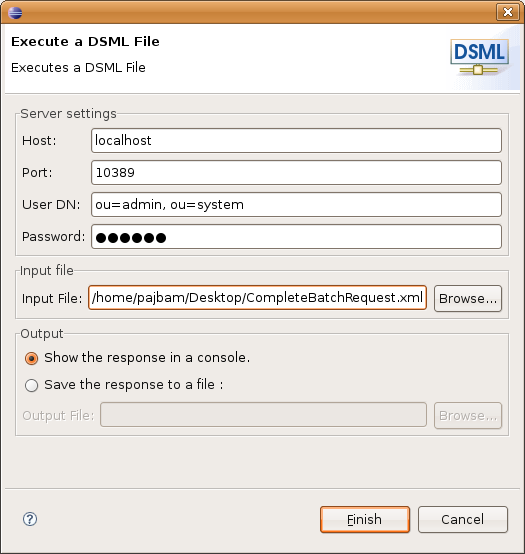 Execute a DSML File
Executes a DSML File
DSML
Server settings
Host: localhost
Port: 10389
User DN: ou=admin, ou=system
Password: ●●●●●●
Input file
Input File: /home/pajbam/Desktop/CompleteBatchRequest.xml Browse...
Output
Show the response in a console.
Save the response to a file :
Output File: Browse...
? Finish Cancel